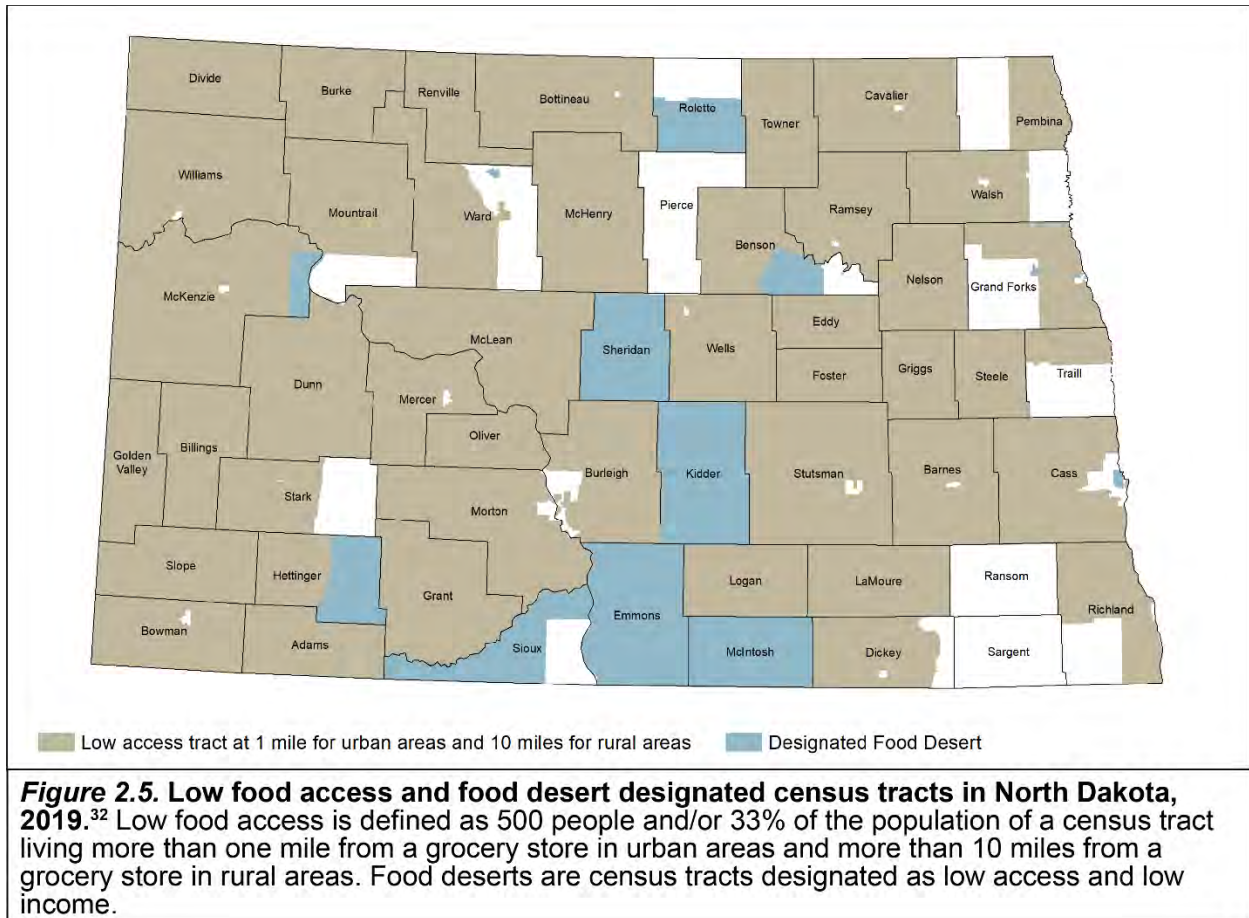 Divide
Burke
Renville
Bottineau
Rolette
Towner
Cavalier
Pembina
Williams
Mountrail
Ward
McHenry
Pierce
Benson
Ramsey
Walsh
McKenzie
Nelson
Grand Forks
McLean
Sheridan
Wells
Eddy
Foster
Griggs
Steele
Traill
Dunn
Mercer
Oliver
Golden
Valley
Billings
Stark
Morton
Burleigh
Kidder
Stutsman
Barnes
Cass
Slope
Hettinger
Grant
Emmons
Logan
LaMoure
Ransom
Richland
Bowman
Adams
Sioux
McIntosh
Dickey
Sargent
Low access tract at 1 mile for urban areas and 10 miles for rural areas
Designated Food Desert
Figure 2.5. Low food access and food desert designated census tracts in North Dakota,
2019.³² Low food access is defined as 500 people and/or 33% of the population of a census tract
living more than one mile from a grocery store in urban areas and more than 10 miles from a
grocery store in rural areas. Food deserts are census tracts designated as low access and low
income.